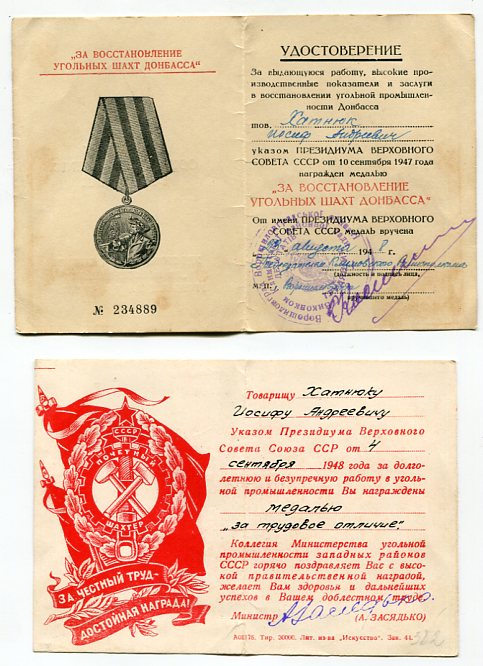 „ЗА ВОССТАНОВЛЕНИЕ
УГОЛЬНЫХ ШАХТ ДОНБАССА"
№ 234889
УДОСТОВЕРЕНИЕ
За выдающуюся работу, высокие про-
изводственные показатели и заслуги
в восстановлении угольной промышлен-
ности Донбасса
тов. Хатнюк
Иосиф Андреевич
указом ПРЕЗИДИУМА ВЕРХОВНОГО
СОВЕТА СССР от 10 сентября 1947 года
награжден медалью
"ЗА ВОССТАНОВЛЕНИЕ
УГОЛЬНЫХ ШАХТ ДОНБАССА"
От имени ПРЕЗИДИУМА ВЕРХОВНОГО
СОВЕТА СССР медаль вручена
августа 1948 г.
(должность и подпись лица,
М. П.
вручившего медаль)
СССР
ПОЧЕТНЫЙ
ШАХТЕР
ЗА ЧЕСТНЫЙ ТРУД-
ДОСТОЙНАЯ НАГРАДА!
Товарищу Хатнюку
Иосифу Андреевичу
Указом Президиума Верховного
Совета Союза ССР от 4
сентября 1948 года за долго-
летнюю и безупречную работу в уголь-
ной промышленности Вы награждены
медалью
„за трудовое отличие".
Коллегия Министерства угольной
промышленности западных районов
СССР горячо поздравляет Вас с высо-
кой правительственной наградой,
желает Вам здоровья и дальнейших
успехов в Вашем доблестном труде.
Министр (А. ЗАСЯДЬКО)
Тир. 30000. Лит. из-ва "Искусство". Зак. 44.
522